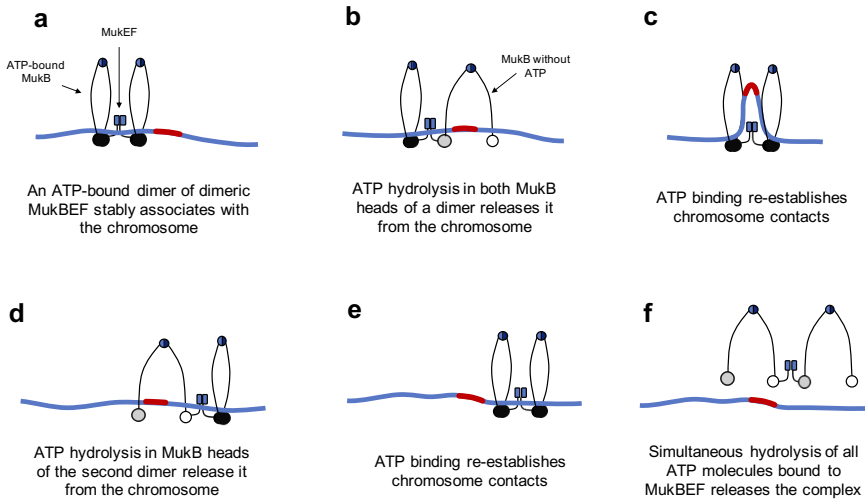 a
MukEF
ATP-bound
MukB
An ATP-bound dimer of dimeric
MukBEF stably associates with
the chromosome
b
MukB without
ATP
ATP hydrolysis in both MukB
heads of a dimer releases it
from the chromosome
c
ATP binding re-establishes
chromosome contacts
d
ATP hydrolysis in MukB heads
of the second dimer release it
from the chromosome
e
ATP binding re-establishes
chromosome contacts
f
Simultaneous hydrolysis of all
ATP molecules bound to
MukBEF releases the complex